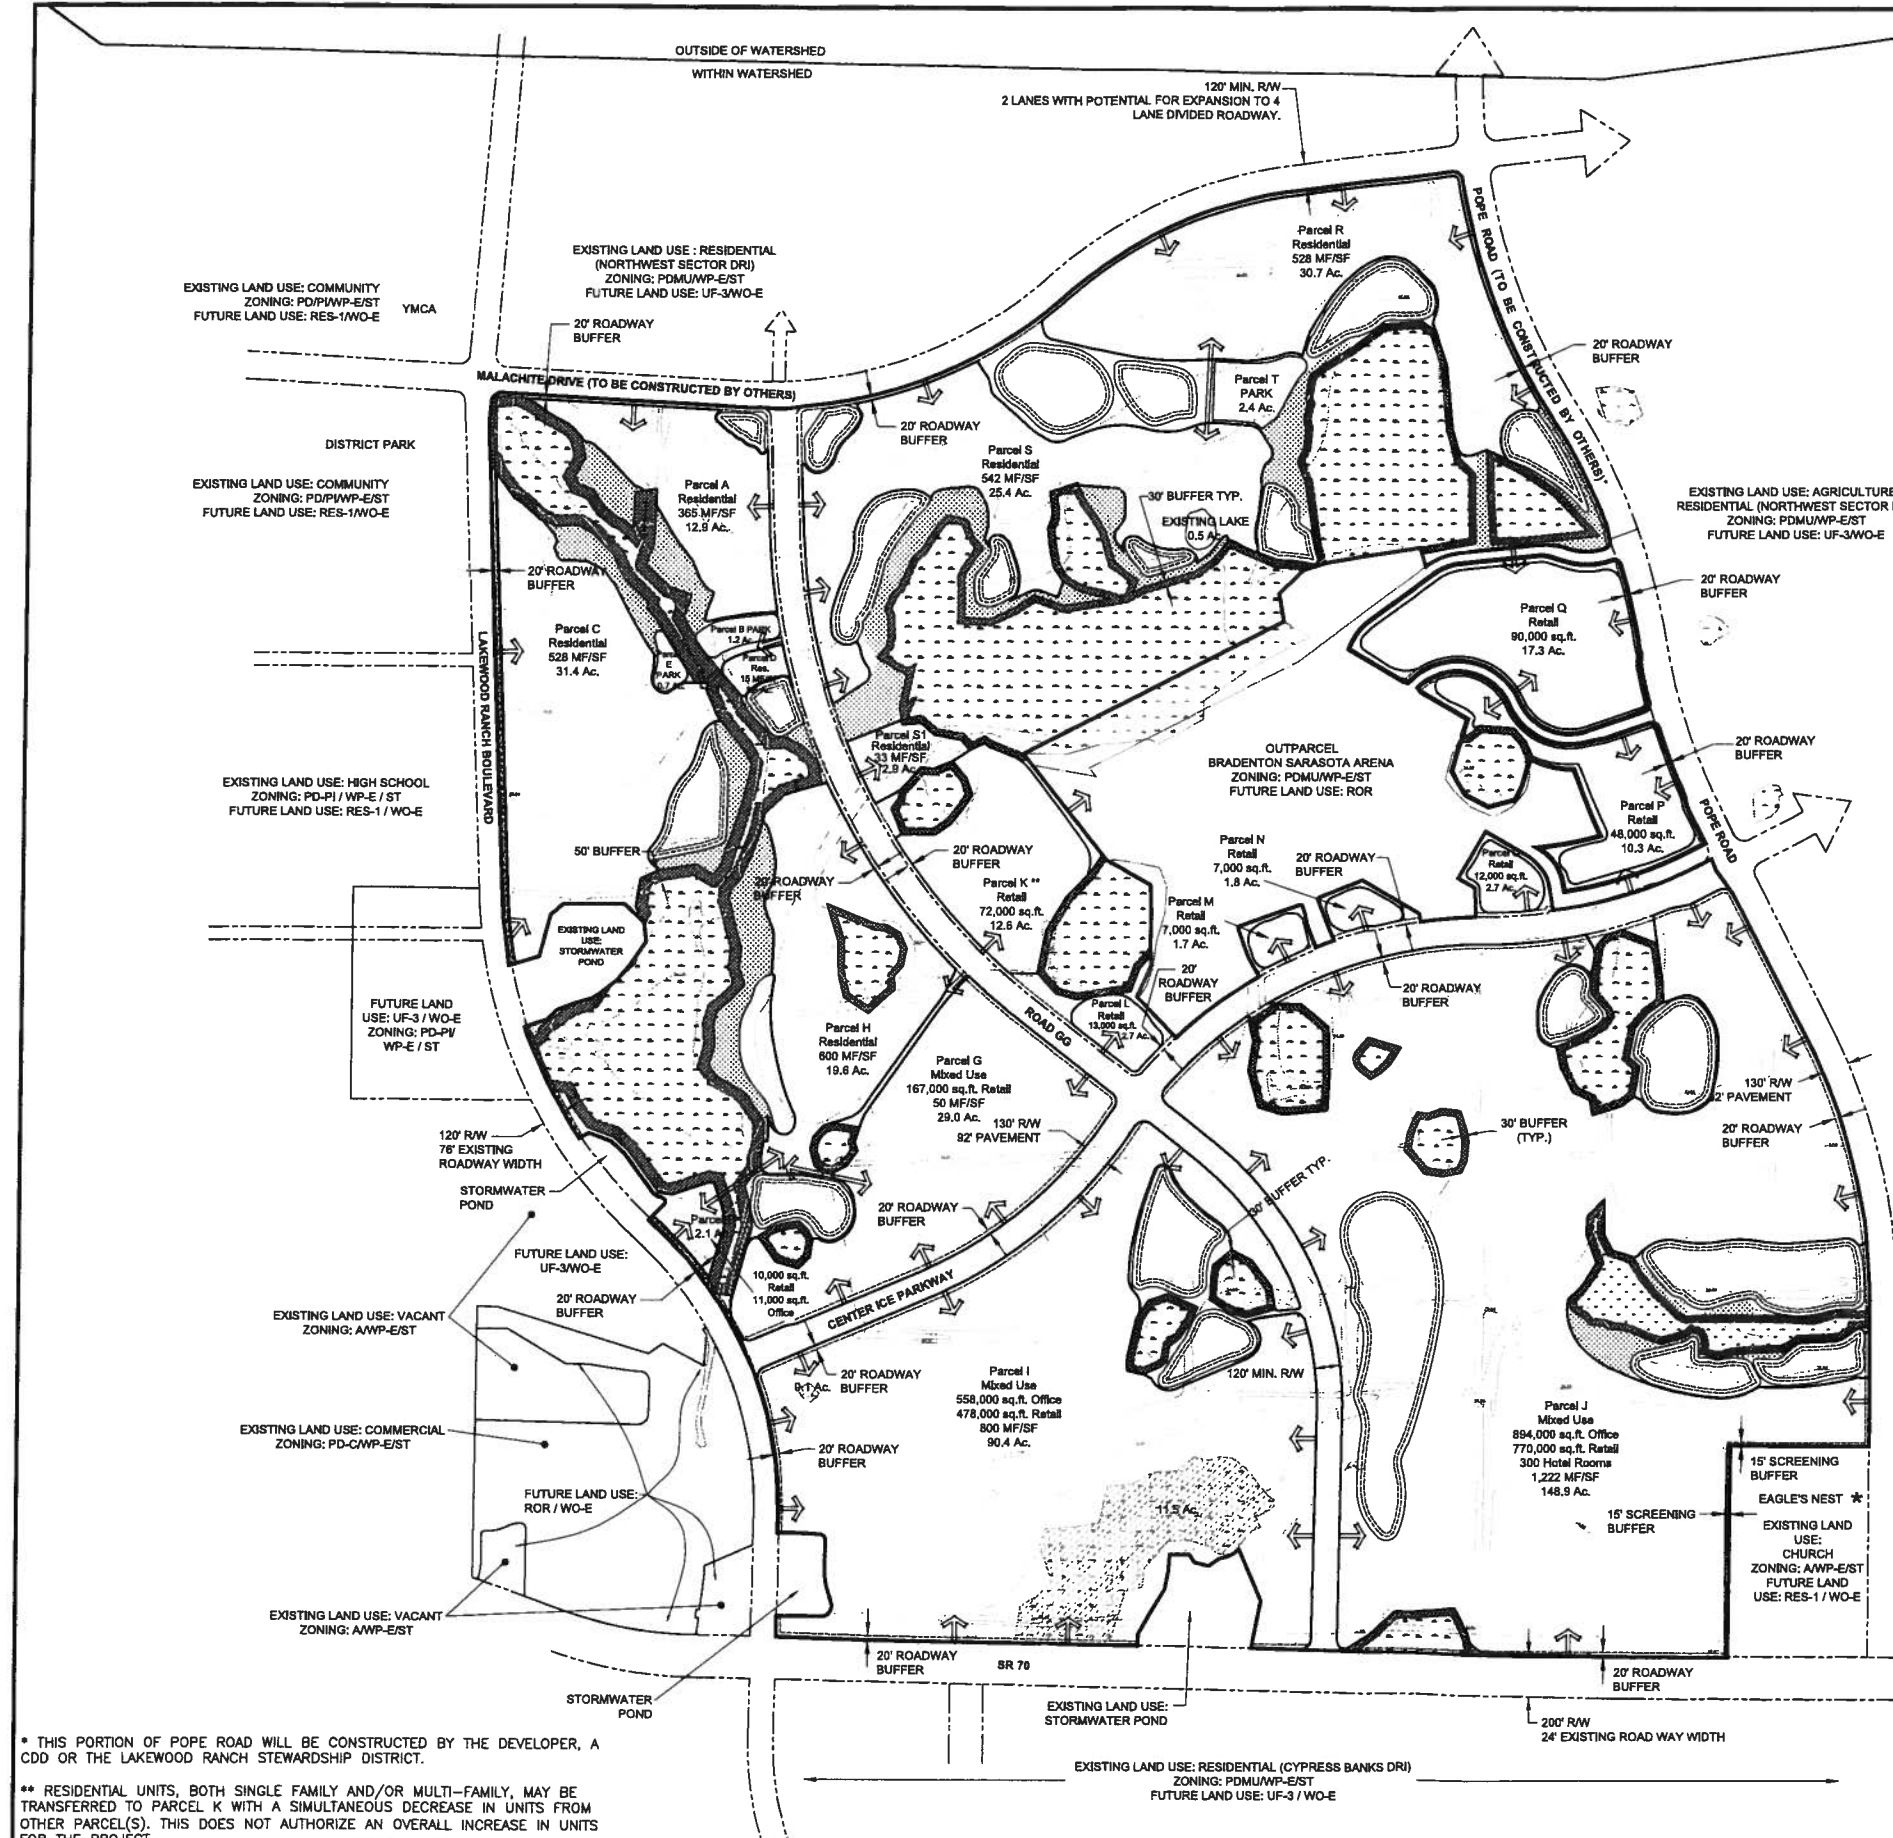 OUTSIDE OF WATERSHED
WITHIN WATERSHED
120' MIN. R/W
2 LANES WITH POTENTIAL FOR EXPANSION TO 4
LANE DIVIDED ROADWAY.
POPE ROAD (TO BE CONSTRUCTED BY OTHERS)
Parcel R
Residential
528 MF/SF
30.7 Ac.
EXISTING LAND USE : RESIDENTIAL
(NORTHWEST SECTOR DRI)
ZONING: PDMU/WP-E/ST
FUTURE LAND USE: UF-3/WO-E
EXISTING LAND USE: COMMUNITY
ZONING: PD/PI/WP-E/ST
FUTURE LAND USE: RES-1/WO-E
YMCA
20' ROADWAY
BUFFER
20' ROADWAY
BUFFER
MALACHITE DRIVE (TO BE CONSTRUCTED BY OTHERS)
Parcel T
PARK
2.4 Ac.
20' ROADWAY
BUFFER
DISTRICT PARK
EXISTING LAND USE: COMMUNITY
ZONING: PD/PI/WP-E/ST
FUTURE LAND USE: RES-1/WO-E
Parcel S
Residential
542 MF/SF
25.4 Ac.
Parcel A
Residential
365 MF/SF
12.9 Ac.
30' BUFFER TYP.
EXISTING LAKE
0.5 Ac.
EXISTING LAND USE: AGRICULTURE
RESIDENTIAL (NORTHWEST SECTOR
ZONING: PDMU/WP-E/ST
FUTURE LAND USE: UF-3/WO-E
20' ROADWAY
BUFFER
20' ROADWAY
BUFFER
Parcel Q
Retail
90,000 sq.ft.
17.3 Ac.
Parcel C
Residential
528 MF/SF
31.4 Ac.
Parcel B PARK
1.2 Ac.
E
PARK
0.7 Ac.
Parcel D
Res.
15 MF/SF
LAKEWOOD RANCH BOULEVARD
Parcel S1
Residential
33 MF/SF
2.9 Ac.
OUTPARCEL
BRADENTON SARASOTA ARENA
ZONING: PDMU/WP-E/ST
FUTURE LAND USE: ROR
20' ROADWAY
BUFFER
EXISTING LAND USE: HIGH SCHOOL
ZONING: PD-PI / WP-E / ST
FUTURE LAND USE: RES-1 / WO-E
Parcel P
Retail
48,000 sq.ft.
10.3 Ac.
POPE ROAD
50' BUFFER
20' ROADWAY
BUFFER
20' ROADWAY
BUFFER
Parcel K **
Retail
72,000 sq.ft.
12.6 Ac.
Parcel N
Retail
7,000 sq.ft.
1.8 Ac.
20' ROADWAY
BUFFER
Retail
12,000 sq.ft.
2.7 Ac.
Parcel M
Retail
7,000 sq.ft.
1.7 Ac.
EXISTING LAND
USE:
STORMWATER
POND
20'
ROADWAY
BUFFER
20' ROADWAY
BUFFER
FUTURE LAND
USE: UF-3 / WO-E
ZONING: PD-PI/
WP-E / ST
Parcel L
Retail
13,000 sq.ft.
2.7 Ac.
ROAD GG
Parcel H
Residential
600 MF/SF
19.6 Ac.
Parcel G
Mixed Use
167,000 sq.ft. Retail
50 MF/SF
29.0 Ac.
130' R/W
92' PAVEMENT
130' R/W
92' PAVEMENT
20' ROADWAY
BUFFER
30' BUFFER
(TYP.)
120' R/W
76' EXISTING
ROADWAY WIDTH
STORMWATER
POND
30' BUFFER TYP.
20' ROADWAY
BUFFER
2.1
FUTURE LAND USE:
UF-3/WO-E
20' ROADWAY
BUFFER
10,000 sq.ft.
Retail
11,000 sq.ft.
Office
CENTER ICE PARKWAY
EXISTING LAND USE: VACANT
ZONING: A/WP-E/ST
20' ROADWAY
BUFFER
Parcel I
Mixed Use
558,000 sq.ft. Office
478,000 sq.ft. Retail
800 MF/SF
90.4 Ac.
120' MIN. R/W
Parcel J
Mixed Use
894,000 sq.ft. Office
770,000 sq.ft. Retail
300 Hotel Rooms
1,222 MF/SF
148.9 Ac.
EXISTING LAND USE: COMMERCIAL
ZONING: PD-C/WP-E/ST
20' ROADWAY
BUFFER
15' SCREENING
BUFFER
EAGLE'S NEST *
FUTURE LAND USE:
ROR / WO-E
11.5 Ac.
15' SCREENING
BUFFER
EXISTING LAND
USE:
CHURCH
ZONING: A/WP-E/ST
FUTURE LAND
USE: RES-1 / WO-E
EXISTING LAND USE: VACANT
ZONING: A/WP-E/ST
20' ROADWAY
BUFFER
SR 70
20' ROADWAY
BUFFER
STORMWATER
POND
EXISTING LAND USE:
STORMWATER POND
200' R/W
24' EXISTING ROAD WAY WIDTH
EXISTING LAND USE: RESIDENTIAL (CYPRESS BANKS DRI)
ZONING: PDMU/WP-E/ST
FUTURE LAND USE: UF-3 / WO-E
* THIS PORTION OF POPE ROAD WILL BE CONSTRUCTED BY THE DEVELOPER, A
CDD OR THE LAKEWOOD RANCH STEWARDSHIP DISTRICT.
** RESIDENTIAL UNITS, BOTH SINGLE FAMILY AND/OR MULTI-FAMILY, MAY BE
TRANSFERRED TO PARCEL K WITH A SIMULTANEOUS DECREASE IN UNITS FROM
OTHER PARCEL(S). THIS DOES NOT AUTHORIZE AN OVERALL INCREASE IN UNITS
FOR THE PROJECT